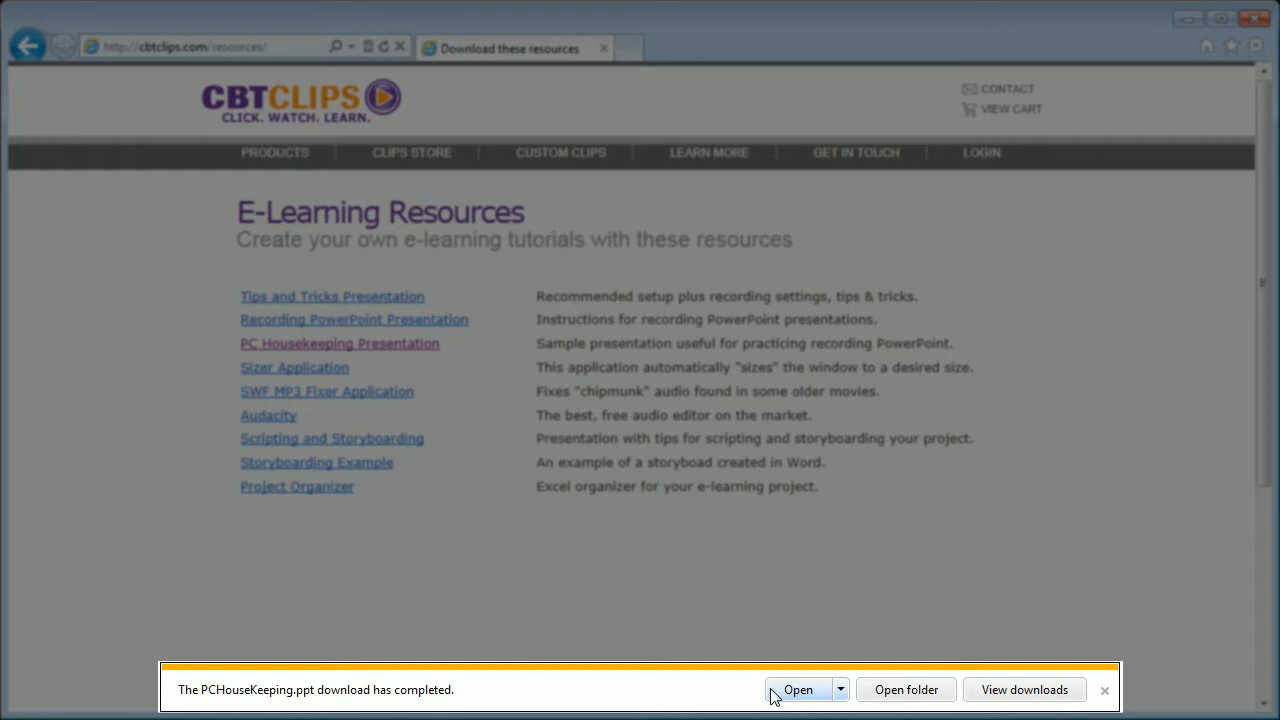 http://cbtclips.com/resources/
Download these resources
CBTCLIPS
CLICK. WATCH. LEARN.
CONTACT
VIEW CART
PRODUCTS CLIPS STORE CUSTOM CLIPS LEARN MORE GET IN TOUCH LOGIN
E-Learning Resources
Create your own e-learning tutorials with these resources
Tips and Tricks Presentation Recommended setup plus recording settings, tips & tricks.
Recording PowerPoint Presentation Instructions for recording PowerPoint presentations.
PC Housekeeping Presentation Sample presentation useful for practicing recording PowerPoint.
Sizer Application This application automatically "sizes" the window to a desired size.
SWF MP3 Fixer Application Fixes "chipmunk" audio found in some older movies.
Audacity The best, free audio editor on the market.
Scripting and Storyboarding Presentation with tips for scripting and storyboarding your project.
Storyboarding Example An example of a storyboad created in Word.
Project Organizer Excel organizer for your e-learning project.
The PCHouseKeeping.ppt download has completed. Open Open folder View downloads